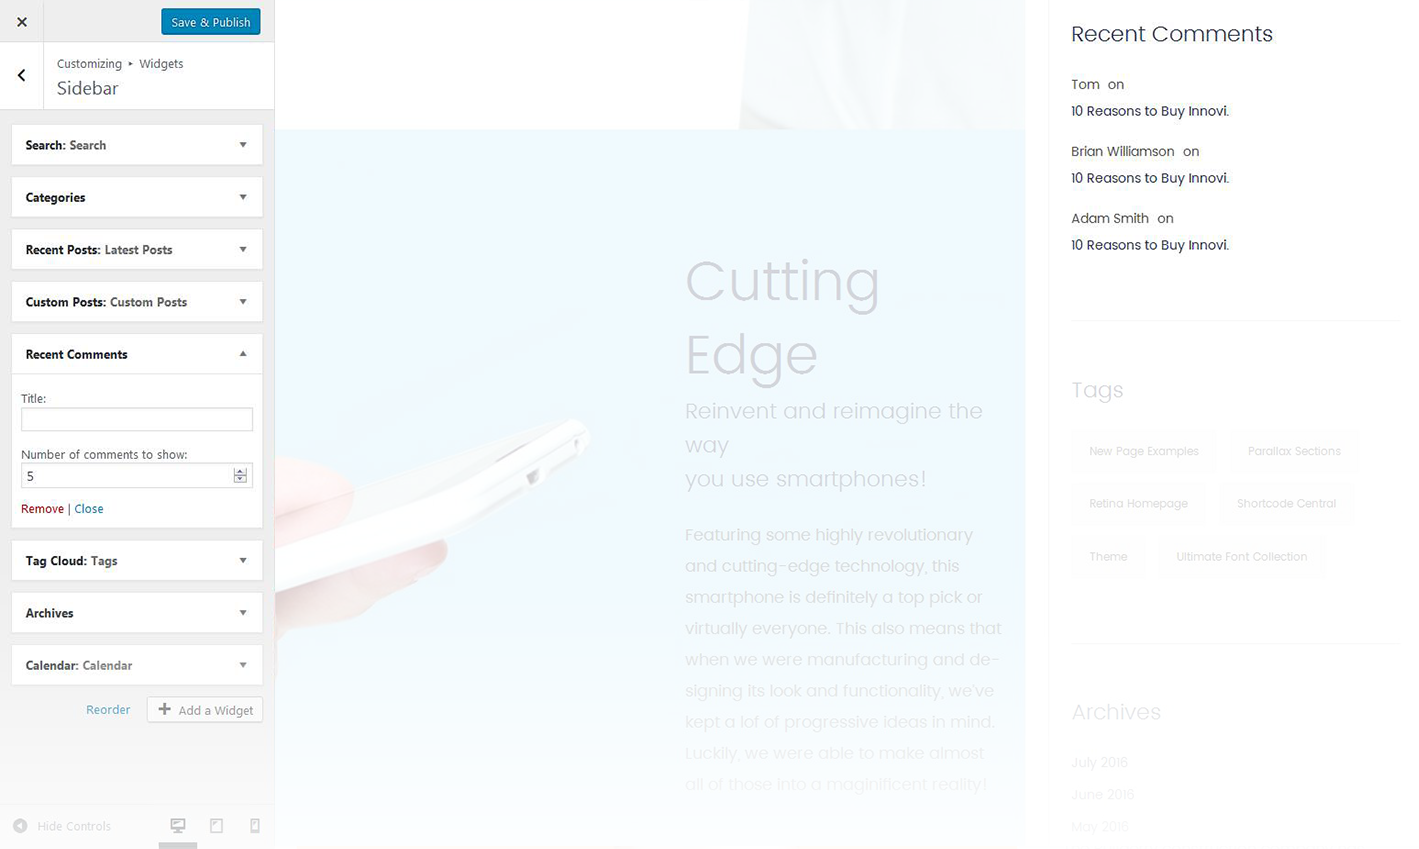 Save & Publish
Customizing ▸ Widgets
Sidebar
Search: Search
Categories
Recent Posts: Latest Posts
Custom Posts: Custom Posts
Recent Comments
Title:
Number of comments to show:
5
Remove | Close
Tag Cloud: Tags
Archives
Calendar: Calendar
Reorder
Add a Widget
Hide Controls
Cutting
Edge
Reinvent and reimagine the
way
you use smartphones!
Featuring some highly revolutionary
and cutting-edge technology, this
smartphone is definitely a top pick or
virtually everyone. This also means that
when we were manufacturing and de-
signing its look and functionality, we've
kept a lof of progressive ideas in mind.
Luckily, we were able to make almost
all of those into a maginificent reality!
Recent Comments
Tom on
10 Reasons to Buy Innovi.
Brian Williamson on
10 Reasons to Buy Innovi.
Adam Smith on
10 Reasons to Buy Innovi.
Tags
New Page Examples
Parallax Sections
Retina Homepage
Shortcode Central
Theme
Ultimate Font Collection
Archives
July 2016
June 2016
May 2016